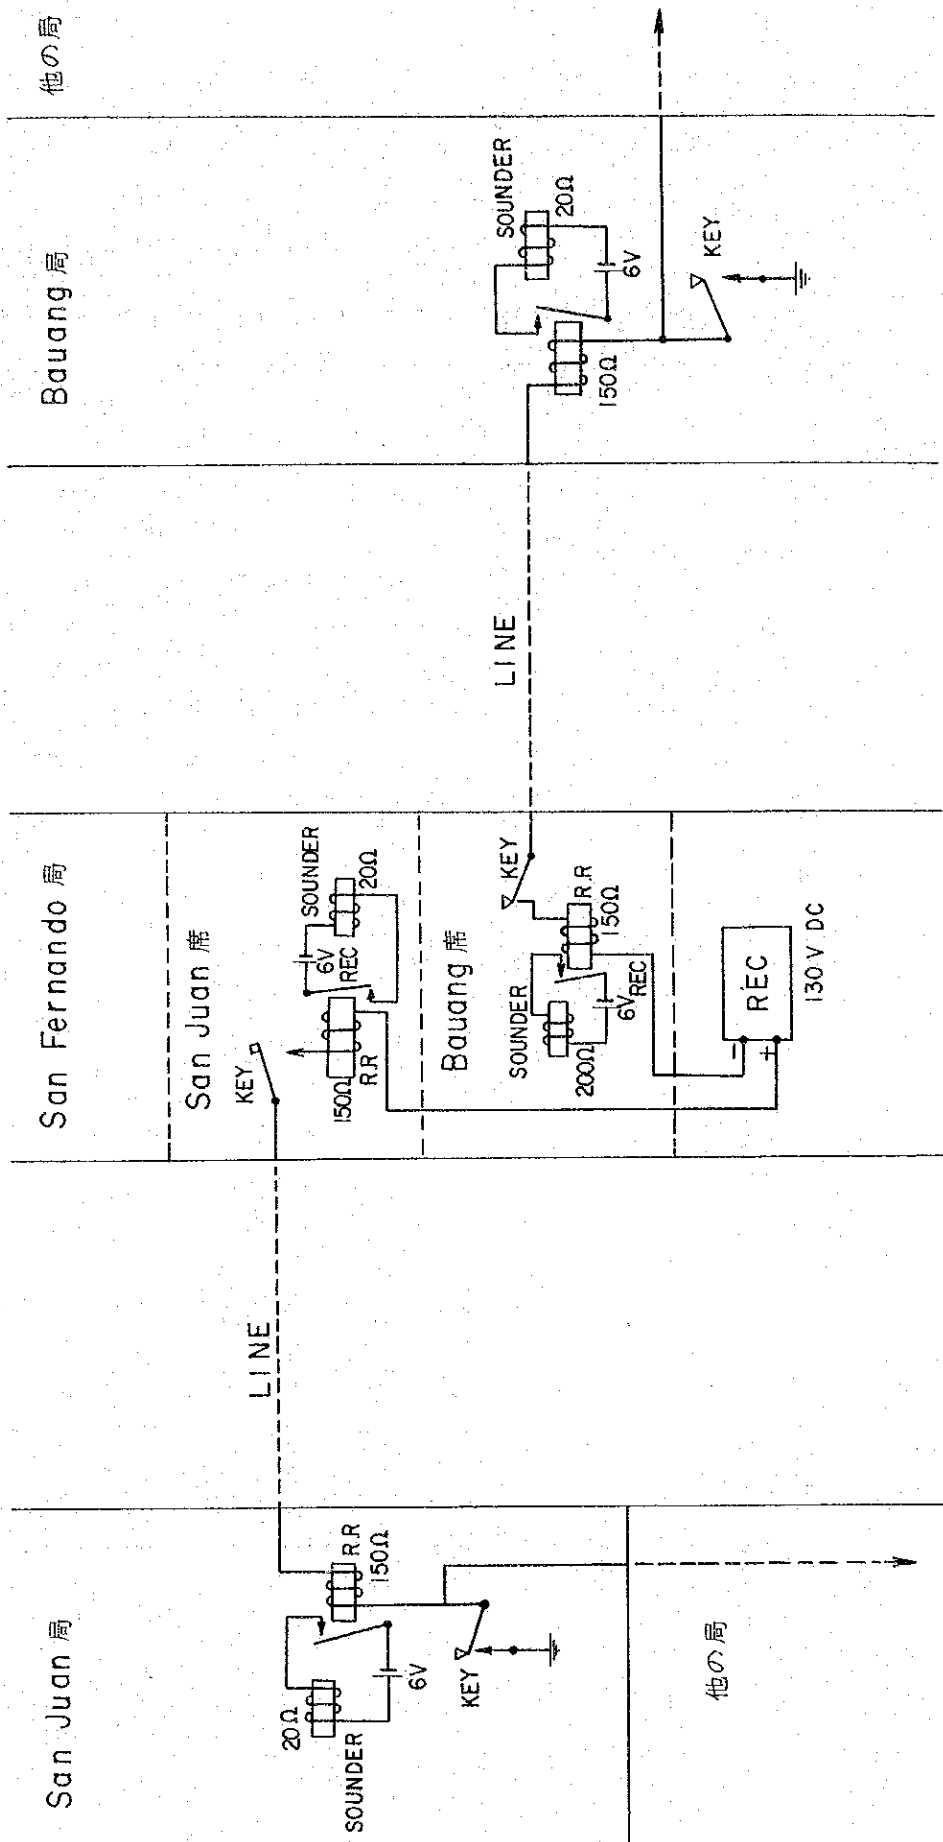 San Juan 局
20Ω
SOUNDER
R.R
150Ω
6V
KEY
他の局
LINE
San Fernando 局
San Juan 席
KEY
150Ω
R.R
SOUNDER
20Ω
6V
REC
Bauang 席
KEY
SOUNDER
200Ω
R.R
150Ω
6V
REC
REC
-
+
130 V DC
LINE
Bauang 局
SOUNDER
20Ω
6V
150Ω
KEY
他の局